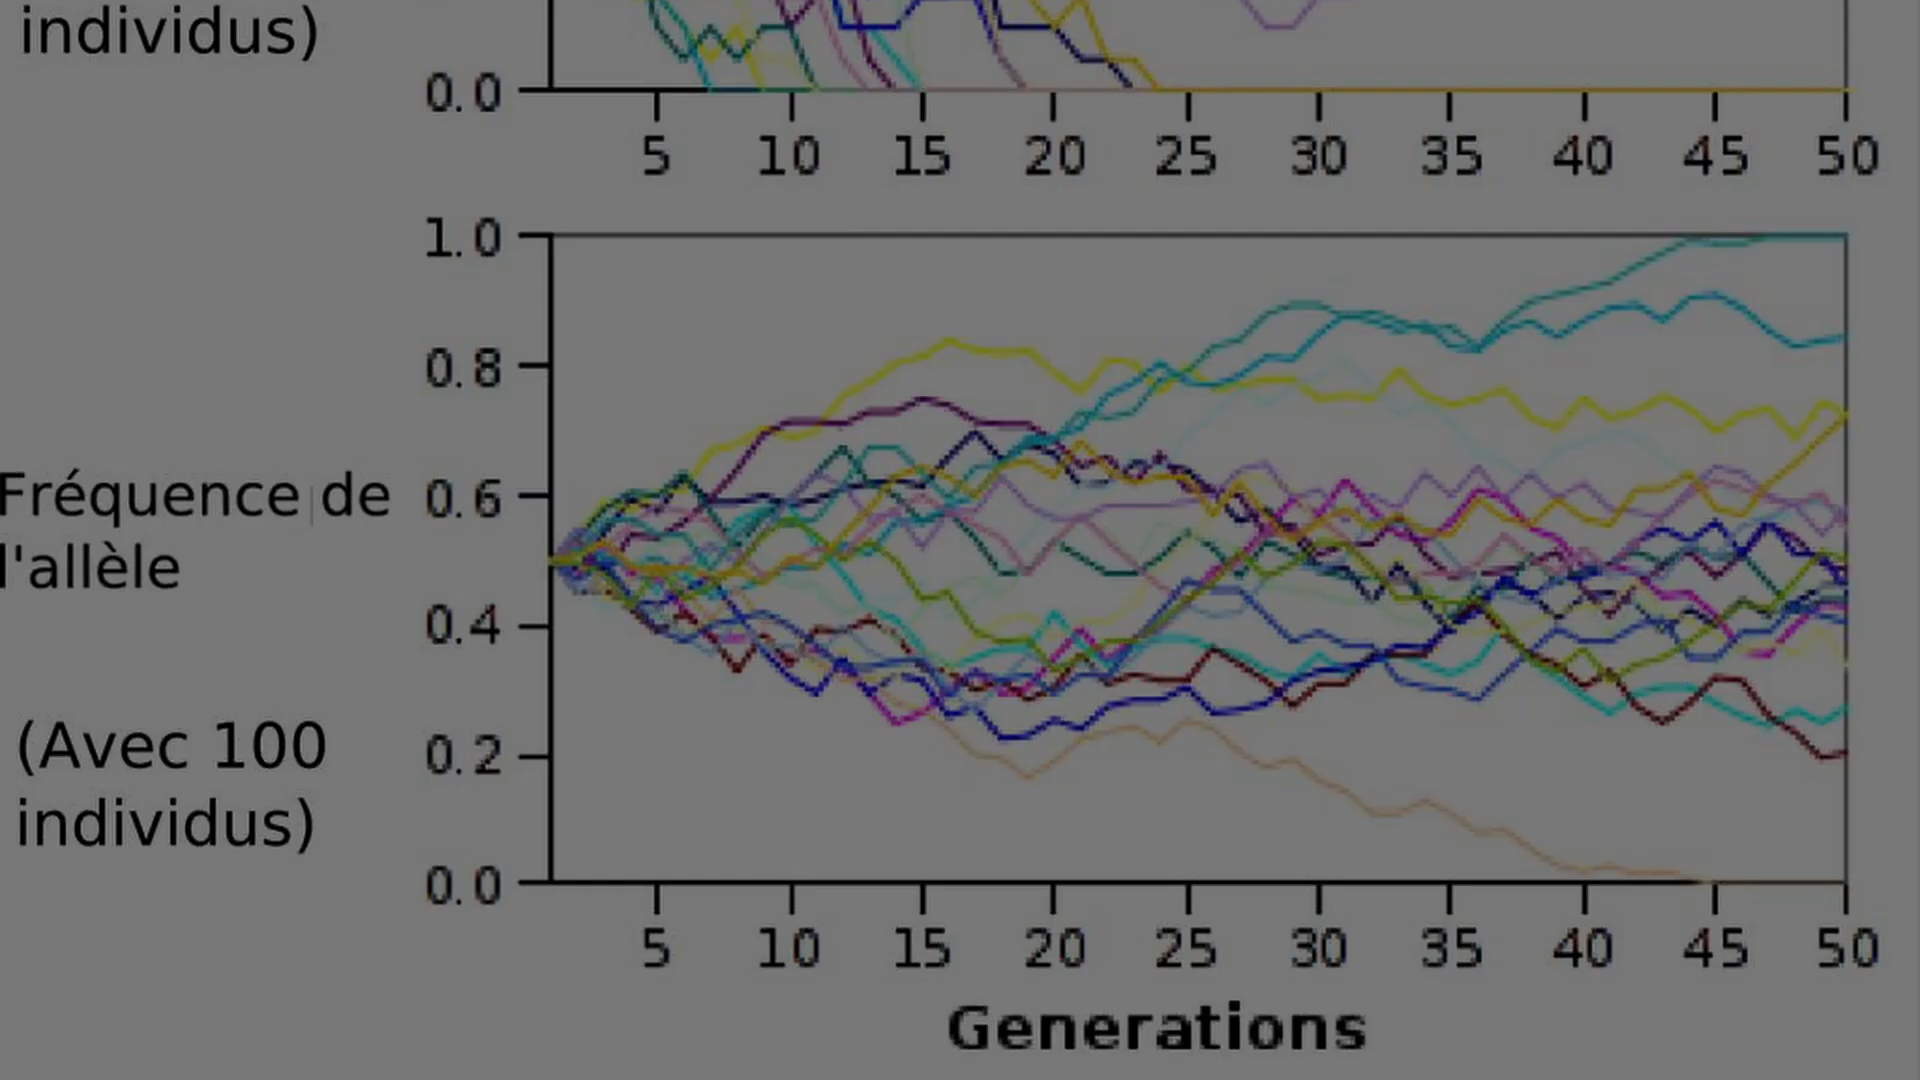 individus)
0.0
5 10 15 20 25 30 35 40 45 50
1.0
0.8
Fréquence de
l'allèle
0.6
0.4
(Avec 100
individus)
0.2
0.0
5 10 15 20 25 30 35 40 45 50
Generations